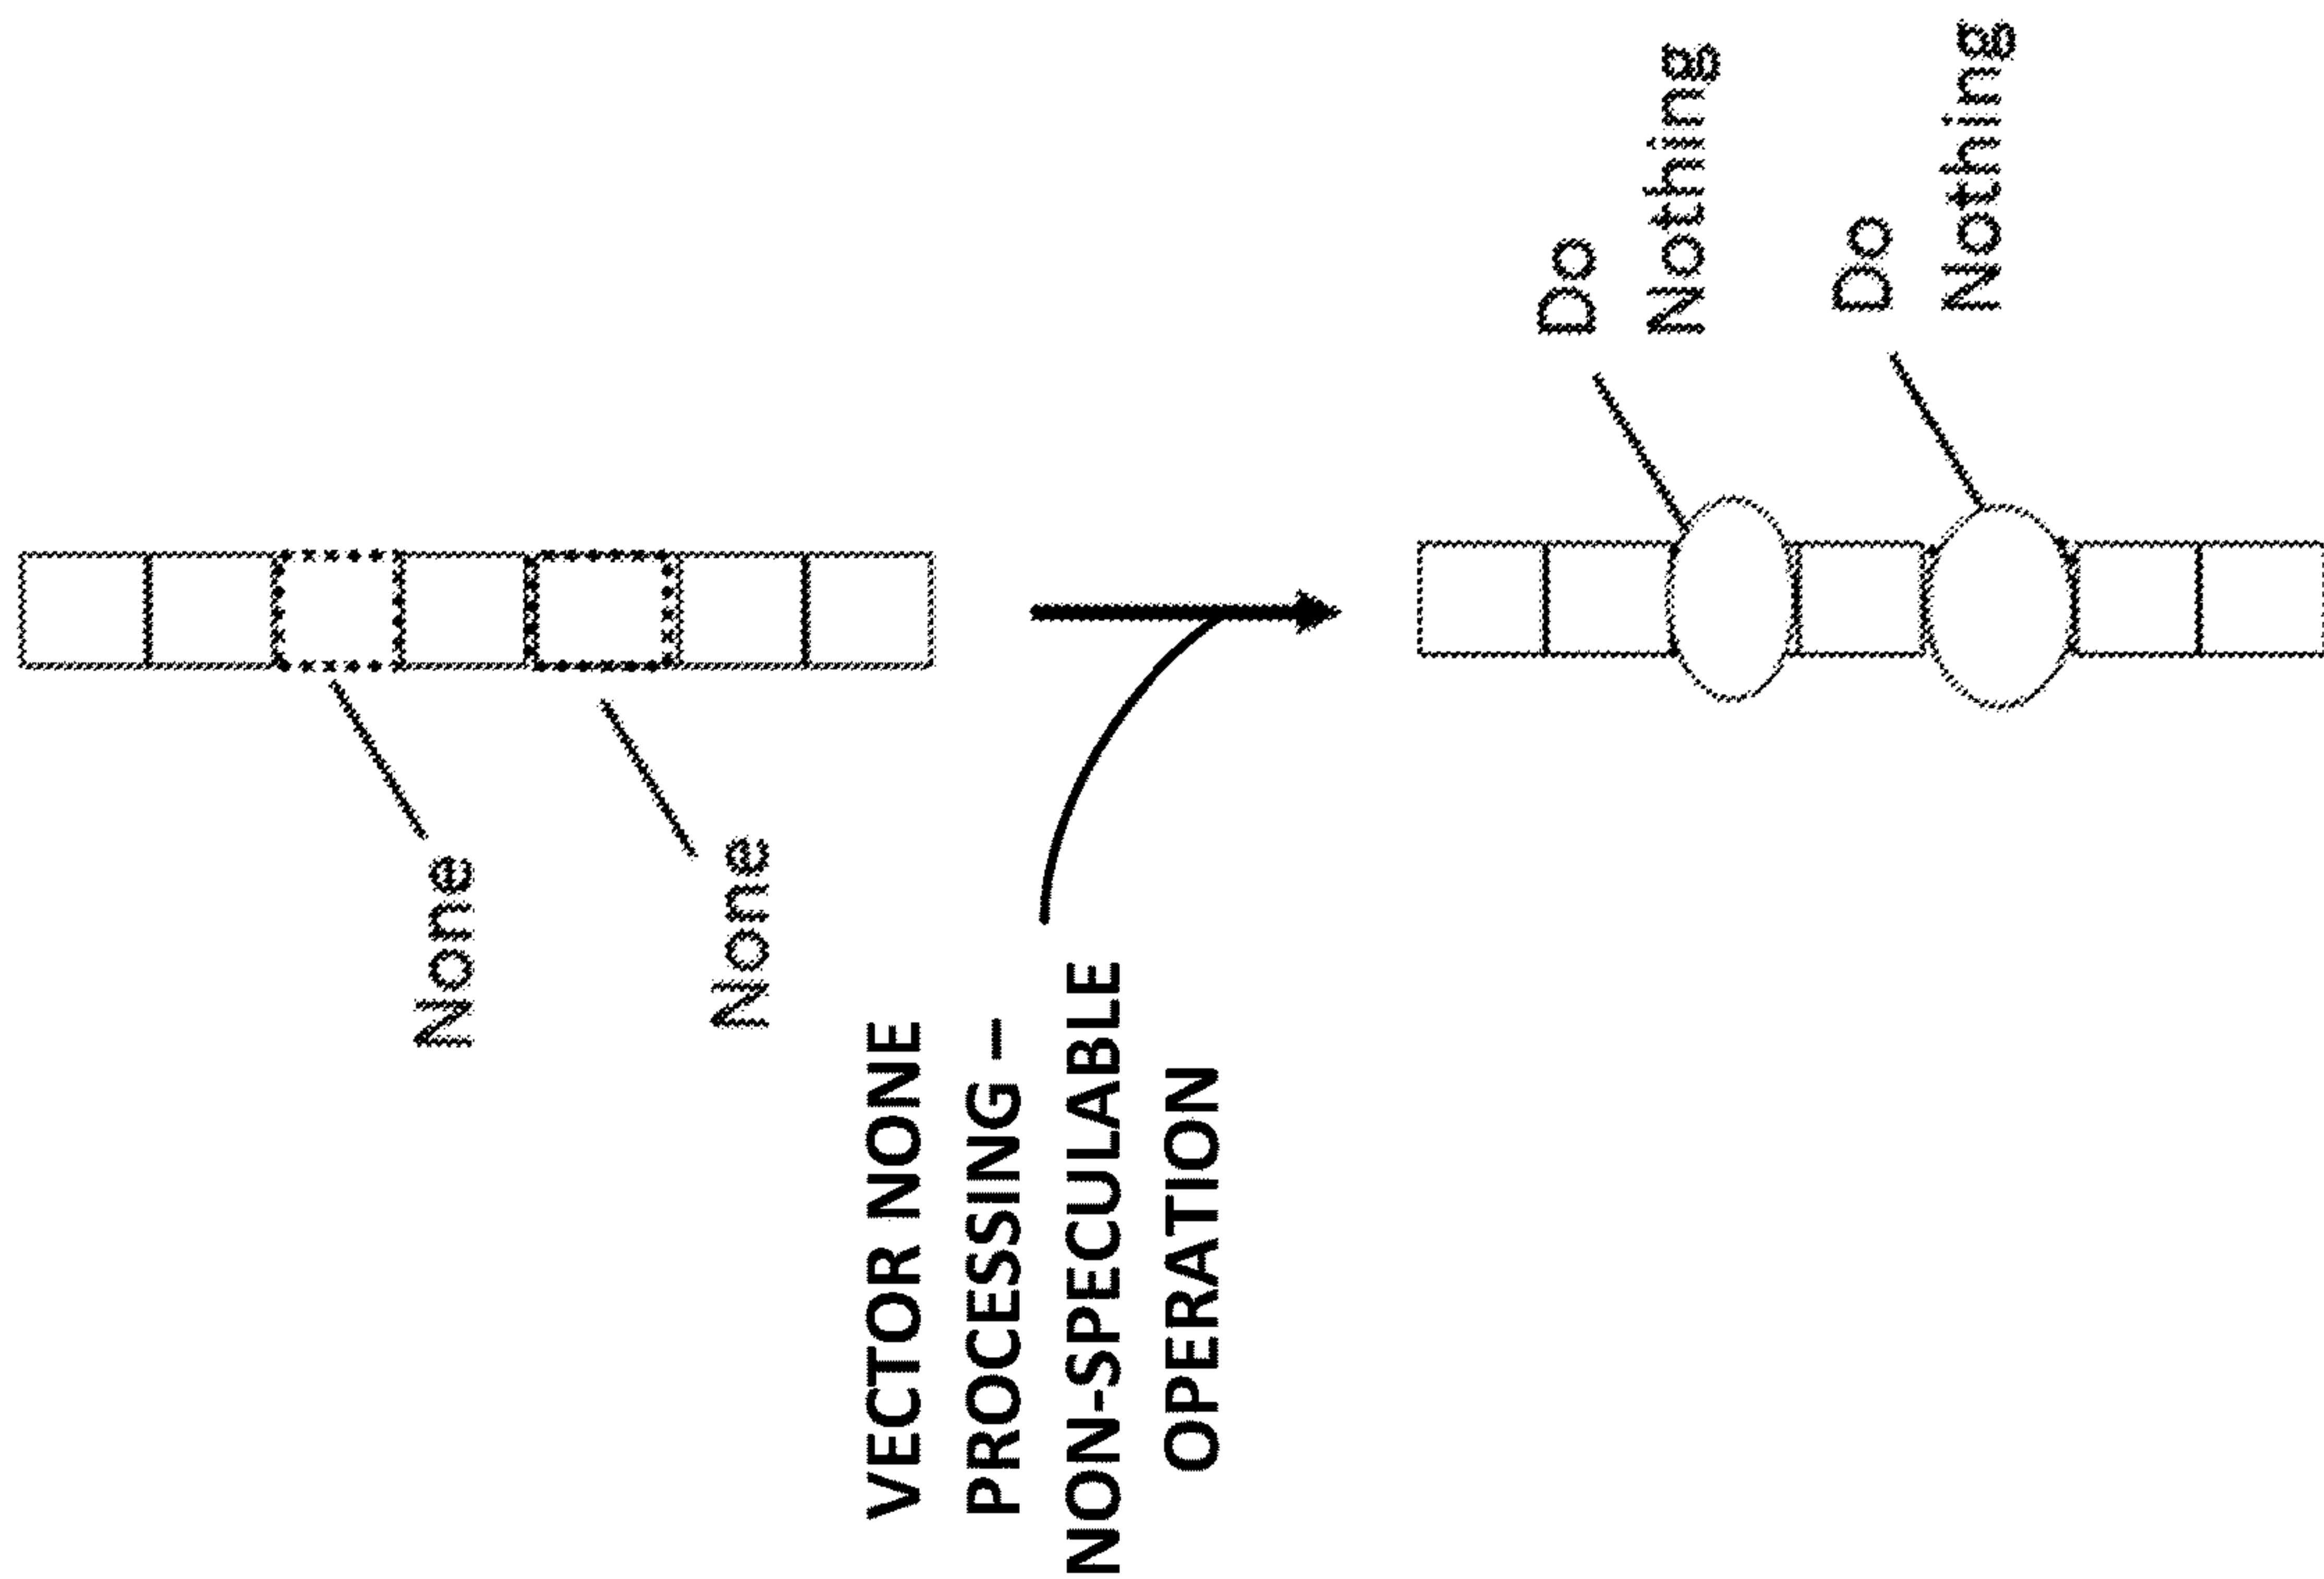 None
None
VECTOR NONE
PROCESSING –
NON-SPECULABLE
OPERATION
Do
Nothing
Do
Nothing